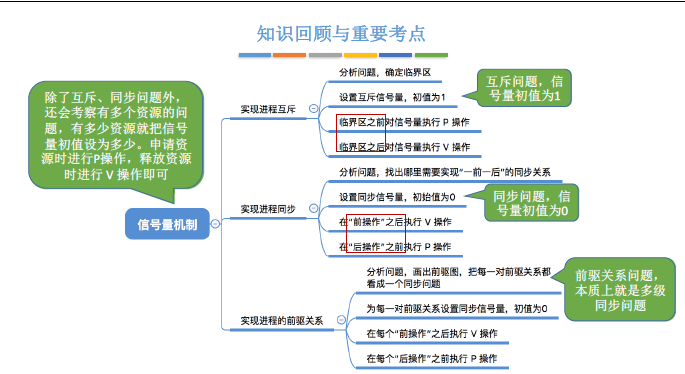 知识回顾与重要考点
除了互斥、同步问题外，
还会考察有多个资源的问
题，有多少资源就把信号
量初值设为多少。申请资
源时进行P操作，释放资源
时进行 V 操作即可
信号量机制
实现进程互斥
分析问题，确定临界区
设置互斥信号量，初值为1
临界区之前对信号量执行 P 操作
临界区之后对信号量执行 V 操作
互斥问题，信
号量初值为1
实现进程同步
分析问题，找出哪里需要实现“一前一后”的同步关系
设置同步信号量，初始值为0
在“前操作”之后执行 V 操作
在“后操作”之前执行 P 操作
同步问题，信
号量初值为0
实现进程的前驱关系
分析问题，画出前驱图，把每一对前驱关系都
看成一个同步问题
为每一对前驱关系设置同步信号量，初值为0
在每个“前操作”之后执行 V 操作
在每个“后操作”之前执行 P 操作
前驱关系问题，
本质上就是多级
同步问题